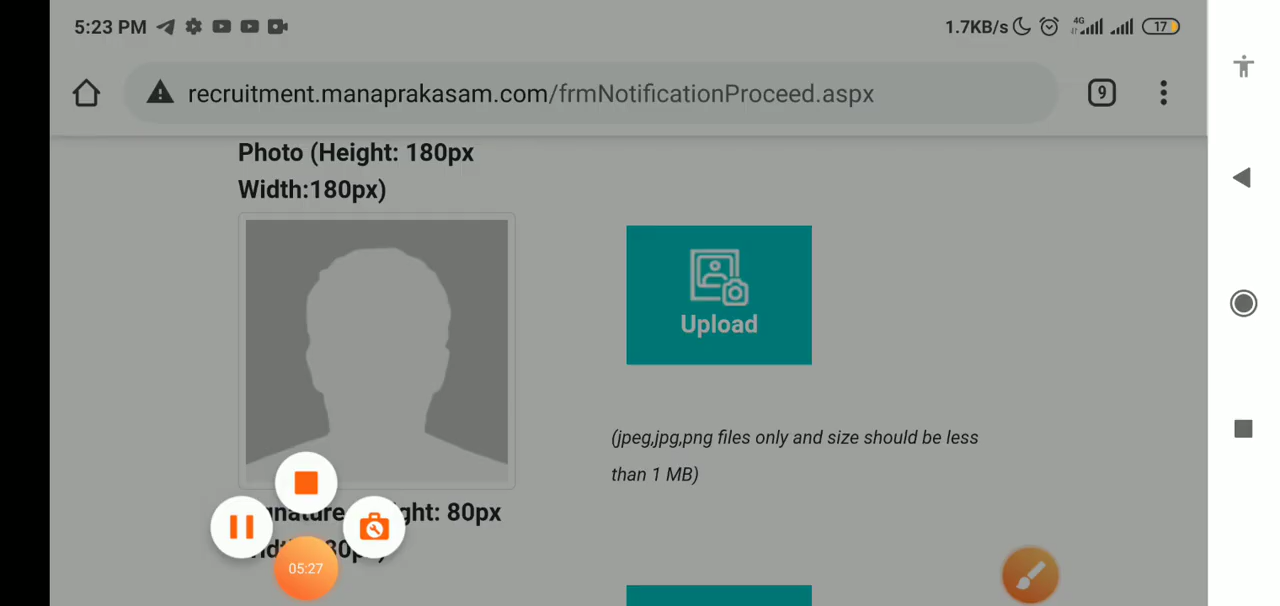 5:23 PM
1.7KB/s
4G
17
recruitment.manaprakasam.com/frmNotificationProceed.aspx
9
Photo (Height: 180px
Width:180px)
Upload
(jpeg,jpg,png files only and size should be less
than 1 MB)
80px
05:27